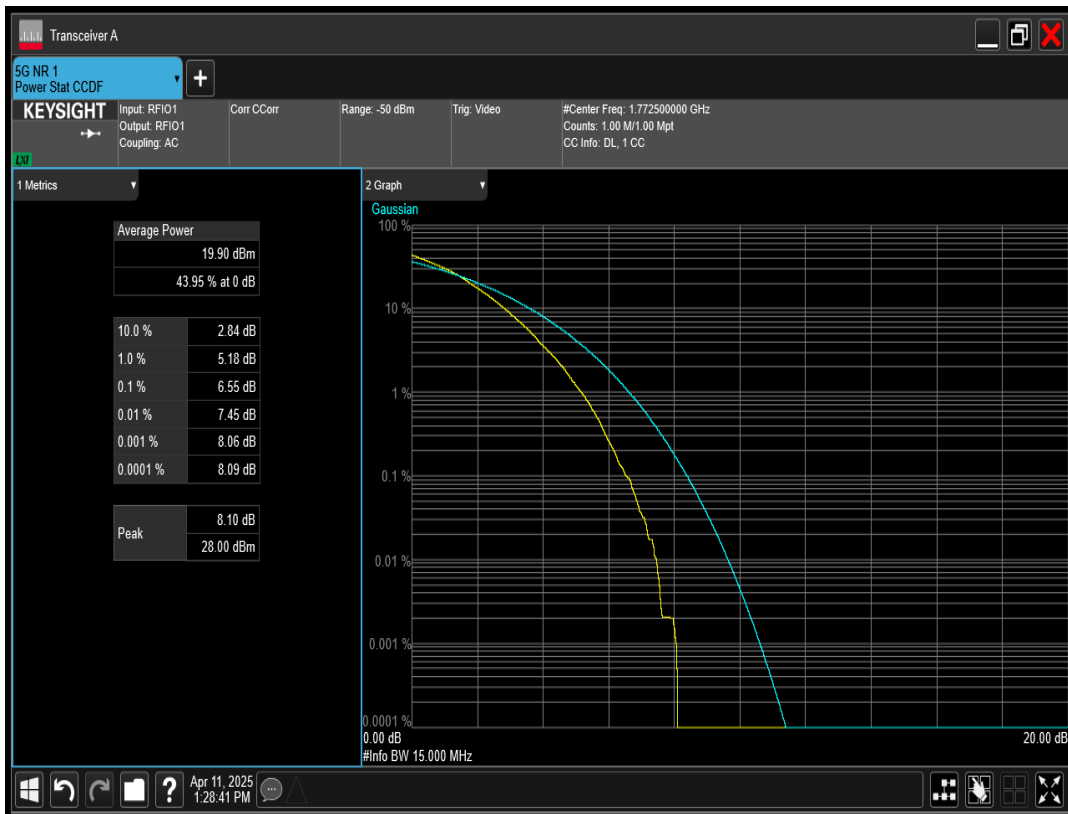 Transceiver A
5G NR 1
Power Stat CCDF
+
KEYSIGHT
LXI
Input: RFIO1
Output: RFIO1
Coupling: AC
Corr CCorr
Range: -50 dBm
Trig: Video
#Center Freq: 1.772500000 GHz
Counts: 1.00 M/1.00 Mpt
CC Info: DL, 1 CC
1 Metrics
Average Power
19.90 dBm
43.95 % at 0 dB
10.0 % 2.84 dB
1.0 % 5.18 dB
0.1 % 6.55 dB
0.01 % 7.45 dB
0.001 % 8.06 dB
0.0001 % 8.09 dB
Peak 8.10 dB
28.00 dBm
2 Graph
Gaussian
100 %
10 %
1 %
0.1 %
0.01 %
0.001 %
0.0001 %
0.00 dB 20.00 dB
#Info BW 15.000 MHz
?
Apr 11, 2025
1:28:41 PM